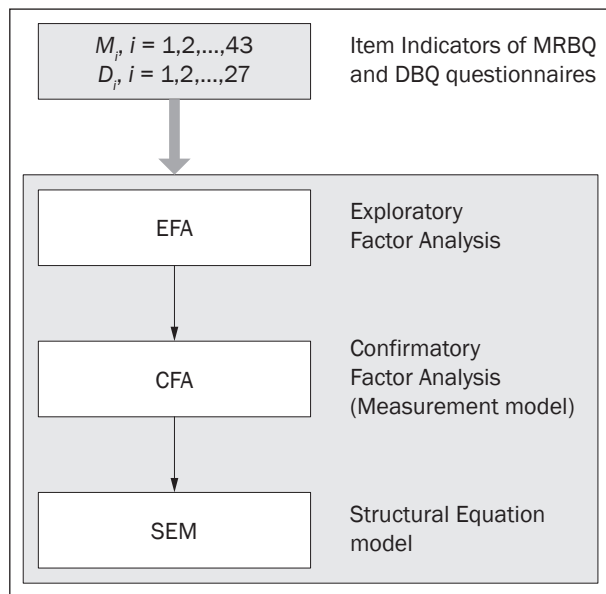 Mi, i = 1,2,...,43
Di, i = 1,2,...,27
Item Indicators of MRBQ
and DBQ questionnaires
EFA
Exploratory
Factor Analysis
CFA
Confirmatory
Factor Analysis
(Measurement model)
SEM
Structural Equation
model